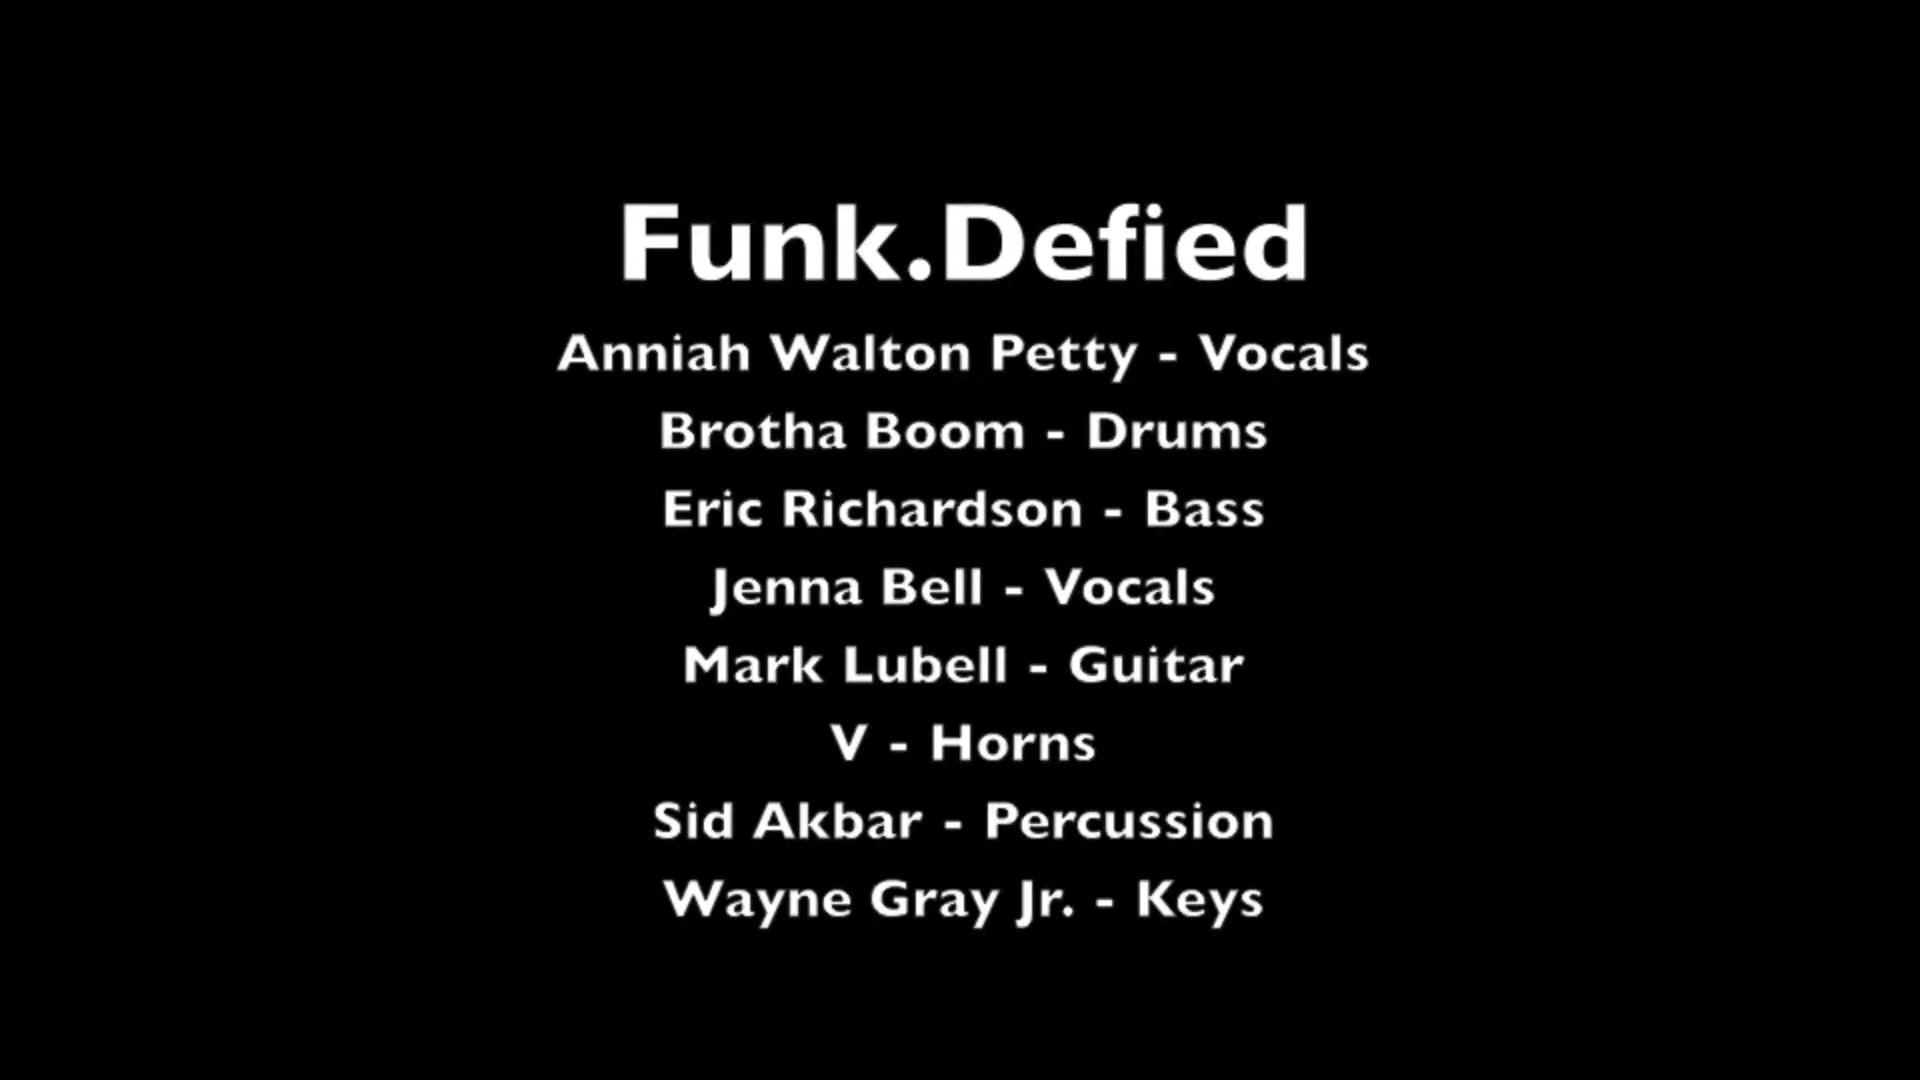 Funk.Defied
Anniah Walton Petty - Vocals
Brotha Boom - Drums
Eric Richardson - Bass
Jenna Bell - Vocals
Mark Lubell - Guitar
V - Horns
Sid Akbar - Percussion
Wayne Gray Jr. - Keys